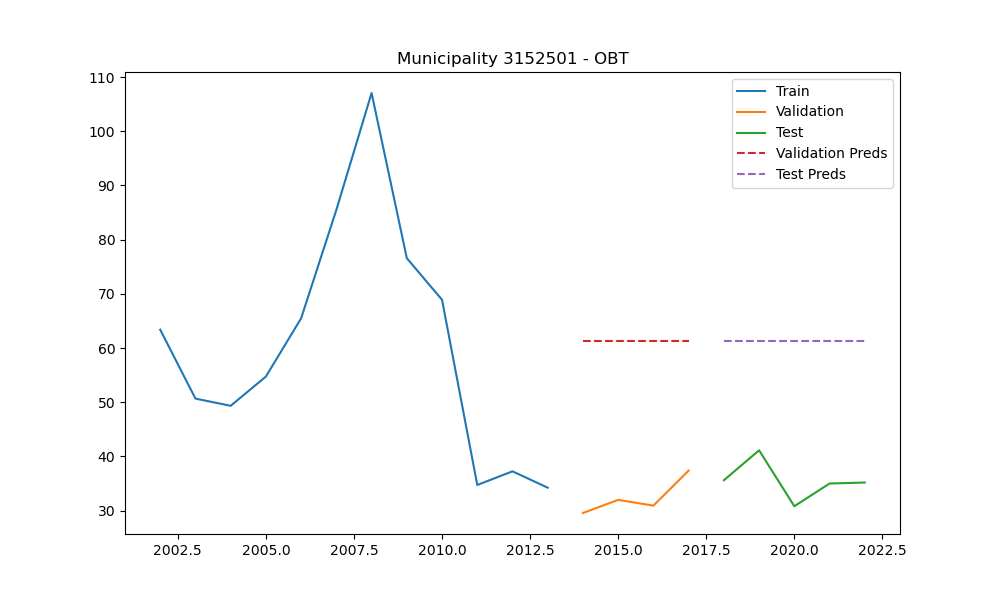 Municipality 3152501 - OBT
110
100
90
80
70
60
50
40
30
Train
Validation
Test
Validation Preds
Test Preds
2002.5 2005.0 2007.5 2010.0 2012.5 2015.0 2017.5 2020.0 2022.5